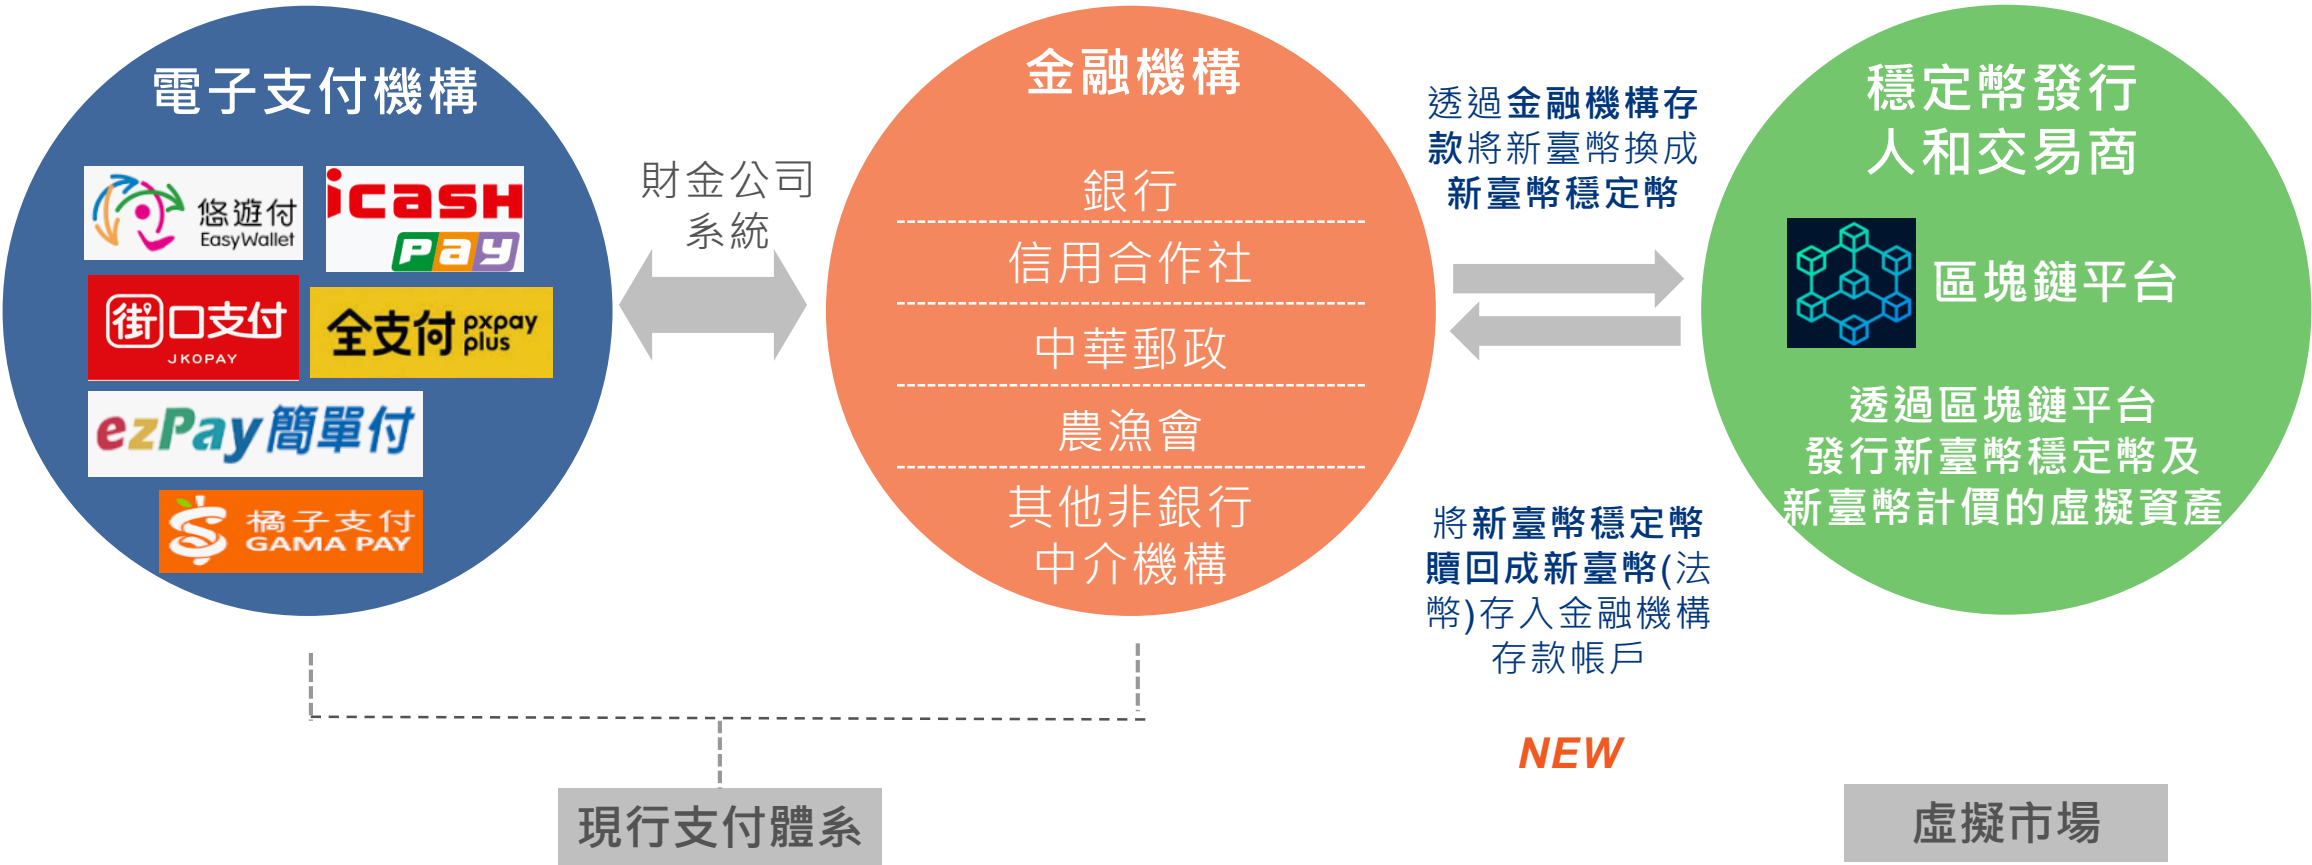 電子支付機構
悠遊付
EasyWallet
icash
Pay
街口支付
JKOPAY
全支付 pxpay
plus
ezPay簡單付
橘子支付
GAMA PAY
財金公司
系統
金融機構
銀行
信用合作社
中華郵政
農漁會
其他非銀行
中介機構
透過金融機構存
款將新臺幣換成
新臺幣穩定幣
將新臺幣穩定幣
贖回成新臺幣(法
幣)存入金融機構
存款帳戶
NEW
穩定幣發行
人和交易商
區塊鏈平台
透過區塊鏈平台
發行新臺幣穩定幣及
新臺幣計價的虛擬資產
現行支付體系
虛擬市場